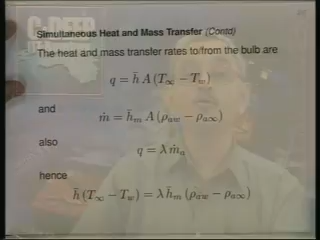 Simultaneous Heat and Mass Transfer (Contd)
The heat and mass transfer rates to/from the bulb are
q = h̄ A (T∞ − Tw)
and
ṁ = h̄m A (ρaw − ρa∞)
also
q = λ ṁa
hence
h̄ (T∞ − Tw) = λ h̄m (ρaw − ρa∞)